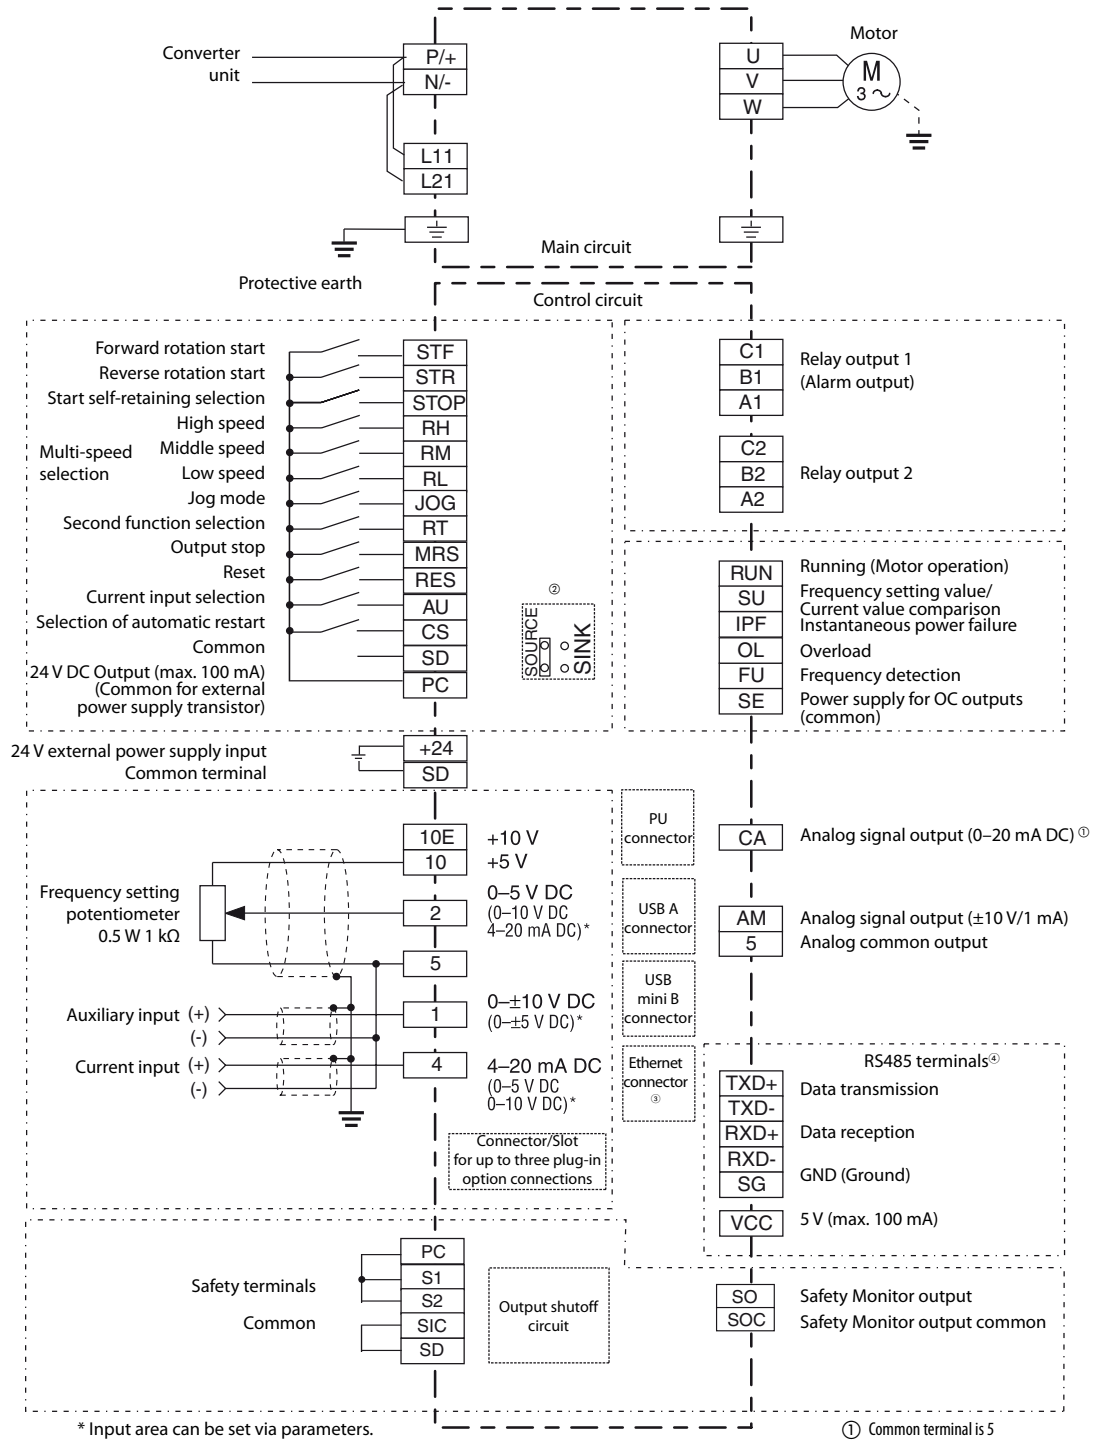 Converter
unit
P/+
N/-
L11
L21
U
V
W
Motor
M
3 ~
Main circuit
Protective earth
Control circuit
Forward rotation start
STF
Reverse rotation start
STR
Start self-retaining selection
STOP
Multi-speed
selection
High speed
RH
Middle speed
RM
Low speed
RL
Jog mode
JOG
Second function selection
RT
Output stop
MRS
Reset
RES
Current input selection
AU
Selection of automatic restart
CS
Common
SD
24 V DC Output (max. 100 mA)
(Common for external
power supply transistor)
PC
②
SOURCE
SINK
C1
B1
A1
Relay output 1
(Alarm output)
C2
B2
A2
Relay output 2
RUN
Running (Motor operation)
SU
Frequency setting value/
Current value comparison
IPF
Instantaneous power failure
OL
Overload
FU
Frequency detection
SE
Power supply for OC outputs
(common)
24 V external power supply input
+24
Common terminal
SD
10E
+10 V
10
+5 V
Frequency setting
potentiometer
0.5 W 1 kΩ
2
0–5 V DC
(0–10 V DC
4–20 mA DC)*
5
Auxiliary input (+)
(-)
1
0–±10 V DC
(0–±5 V DC)*
Current input (+)
(-)
4
4–20 mA DC
(0–5 V DC
0–10 V DC)*
Connector/Slot
for up to three plug-in
option connections
PU
connector
USB A
connector
USB
mini B
connector
Ethernet
connector
③
CA
Analog signal output (0–20 mA DC) ①
AM
Analog signal output (±10 V/1 mA)
5
Analog common output
RS485 terminals④
TXD+
Data transmission
TXD-
RXD+
Data reception
RXD-
SG
GND (Ground)
VCC
5 V (max. 100 mA)
Safety terminals
Common
PC
S1
S2
SIC
SD
Output shutoff
circuit
SO
Safety Monitor output
SOC
Safety Monitor output common
* Input area can be set via parameters.
① Common terminal is 5